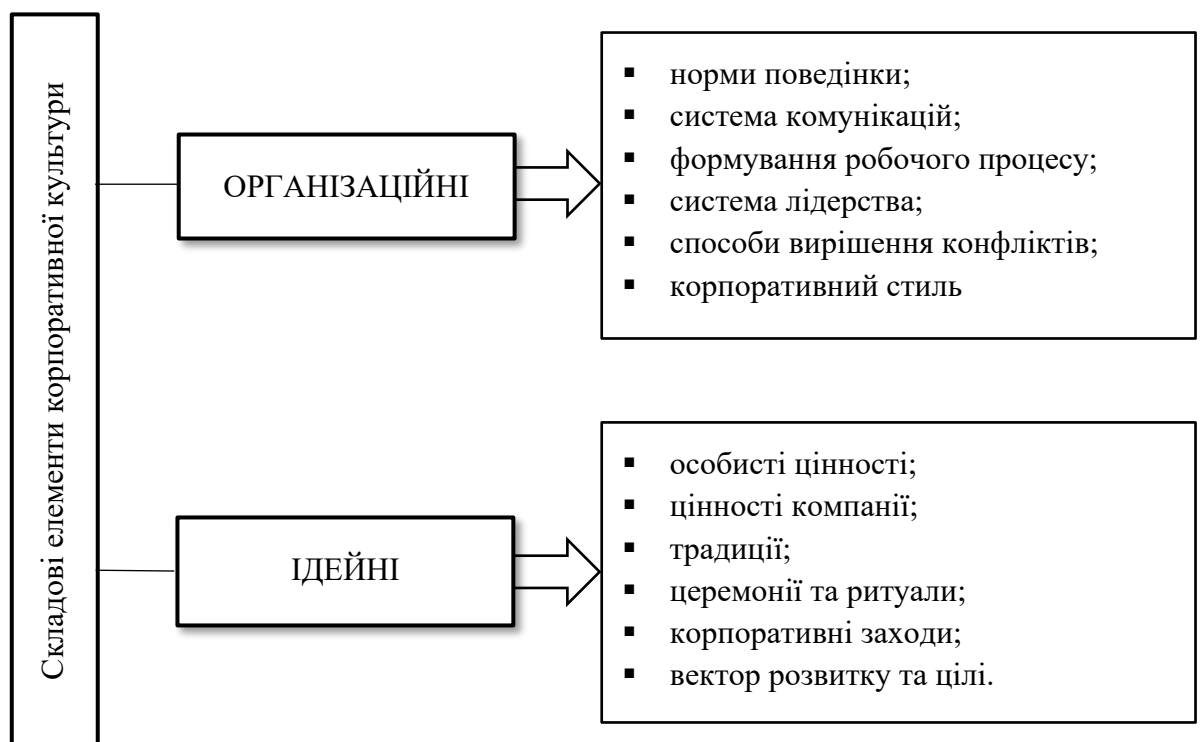 Складові елементи корпоративної культури
ОРГАНІЗАЦІЙНІ
▪ норми поведінки;
▪ система комунікацій;
▪ формування робочого процесу;
▪ система лідерства;
▪ способи вирішення конфліктів;
▪ корпоративний стиль
ІДЕЙНІ
▪ особисті цінності;
▪ цінності компанії;
▪ традиції;
▪ церемонії та ритуали;
▪ корпоративні заходи;
▪ вектор розвитку та цілі.